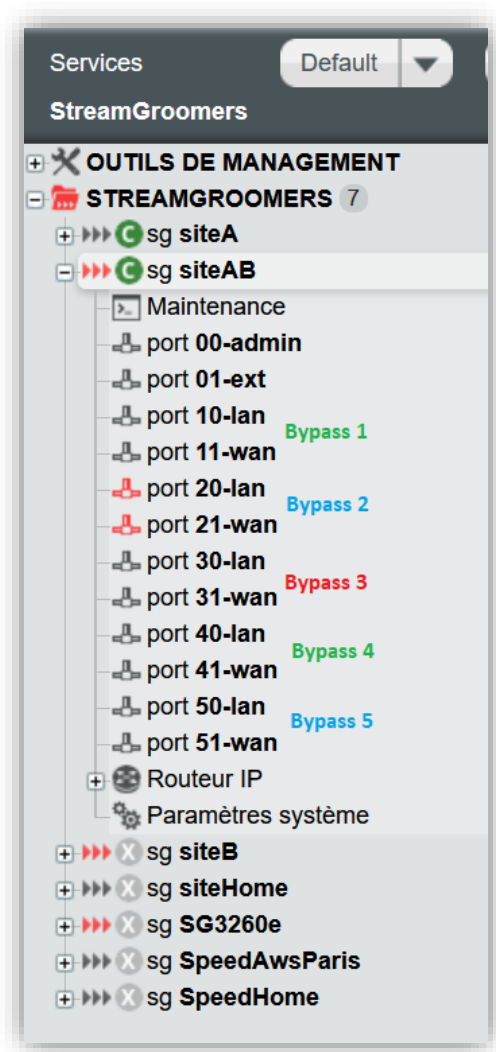 Services Default
StreamGroomers
OUTILS DE MANAGEMENT
STREAMGROOMERS 7
C sg siteA
C sg siteAB
Maintenance
port 00-admin
port 01-ext
port 10-lan
Bypass 1
port 11-wan
port 20-lan
Bypass 2
port 21-wan
port 30-lan
Bypass 3
port 31-wan
port 40-lan
Bypass 4
port 41-wan
port 50-lan
Bypass 5
port 51-wan
Routeur IP
Paramètres système
X sg siteB
X sg siteHome
X sg SG3260e
X sg SpeedAwsParis
X sg SpeedHome